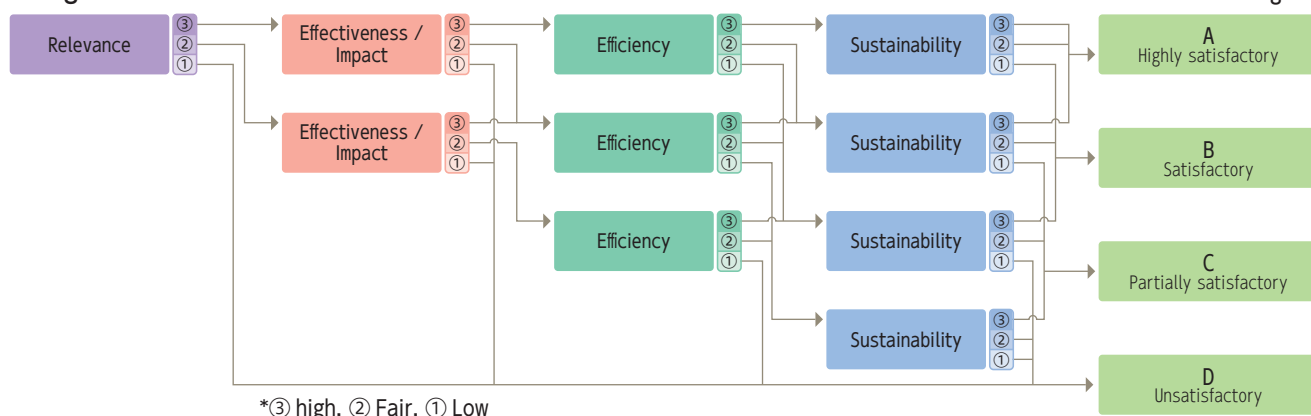 Relevance
③
②
①
Effectiveness /
Impact
③
②
①
Efficiency
③
②
①
Sustainability
③
②
①
A
Highly satisfactory
Effectiveness /
Impact
③
②
①
Efficiency
③
②
①
Sustainability
③
②
①
B
Satisfactory
Efficiency
③
②
①
Sustainability
③
②
①
C
Partially satisfactory
Sustainability
③
②
①
D
Unsatisfactory
*③ high, ② Fair, ① Low